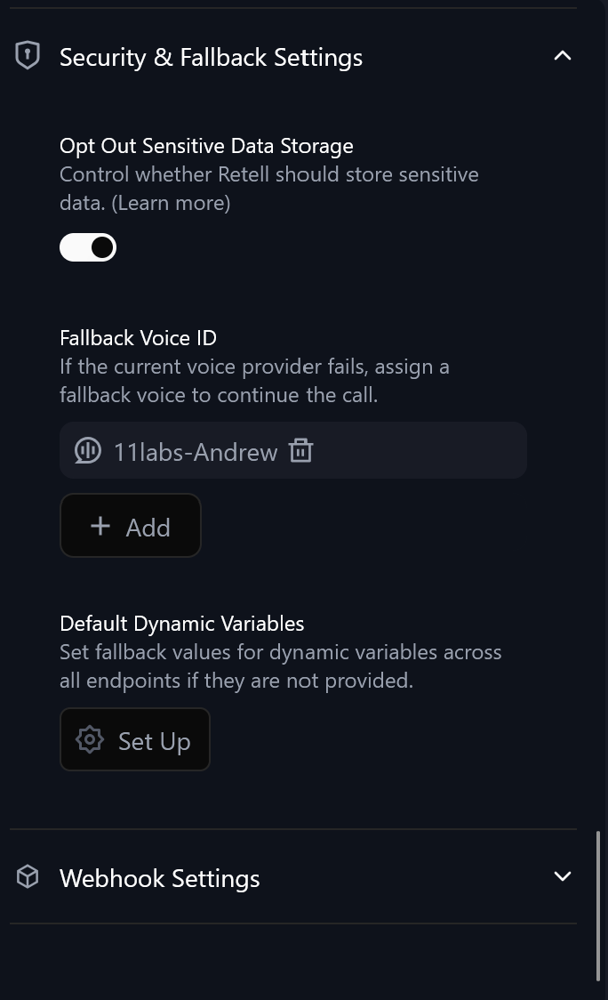 Security & Fallback Settings
Opt Out Sensitive Data Storage
Control whether Retell should store sensitive
data. (Learn more)
Fallback Voice ID
If the current voice provider fails, assign a
fallback voice to continue the call.
11labs-Andrew
Add
Default Dynamic Variables
Set fallback values for dynamic variables across
all endpoints if they are not provided.
Set Up
Webhook Settings